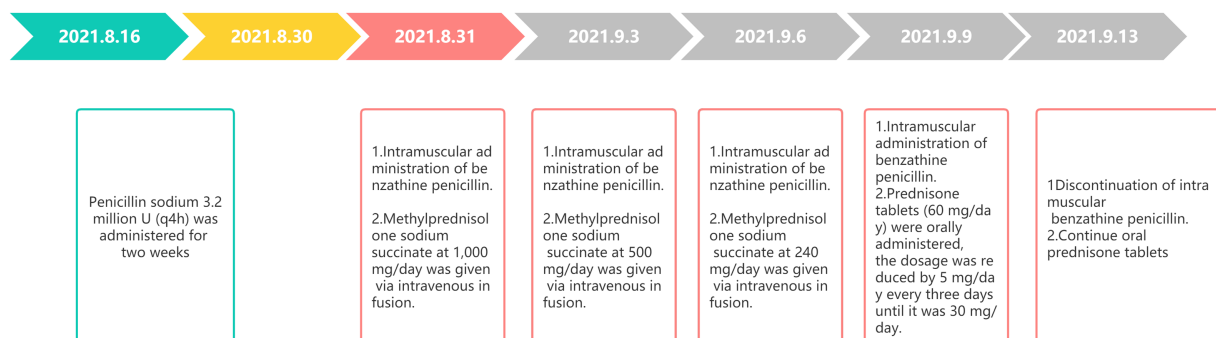 2021.8.16
2021.8.30
2021.8.31
2021.9.3
2021.9.6
2021.9.9
2021.9.13
Penicillin sodium 3.2
million U (q4h) was
administered for
two weeks
1.Intramuscular ad
ministration of be
nzathine penicillin.
2.Methylprednisol
one sodium
succinate at 1,000
mg/day was given
via intravenous in
fusion.
1.Intramuscular ad
ministration of be
nzathine penicillin.
2.Methylprednisol
one sodium
succinate at 500
mg/day was given
via intravenous in
fusion.
1.Intramuscular ad
ministration of be
nzathine penicillin.
2.Methylprednisol
one sodium
succinate at 240
mg/day was given
via intravenous in
fusion.
1.Intramuscular
administration of
benzathine
penicillin.
2.Prednisone
tablets (60 mg/da
y) were orally
administered,
the dosage was re
duced by 5 mg/da
y every three days
until it was 30 mg/
day.
1Discontinuation of intra
muscular
benzathine penicillin.
2.Continue oral
prednisone tablets